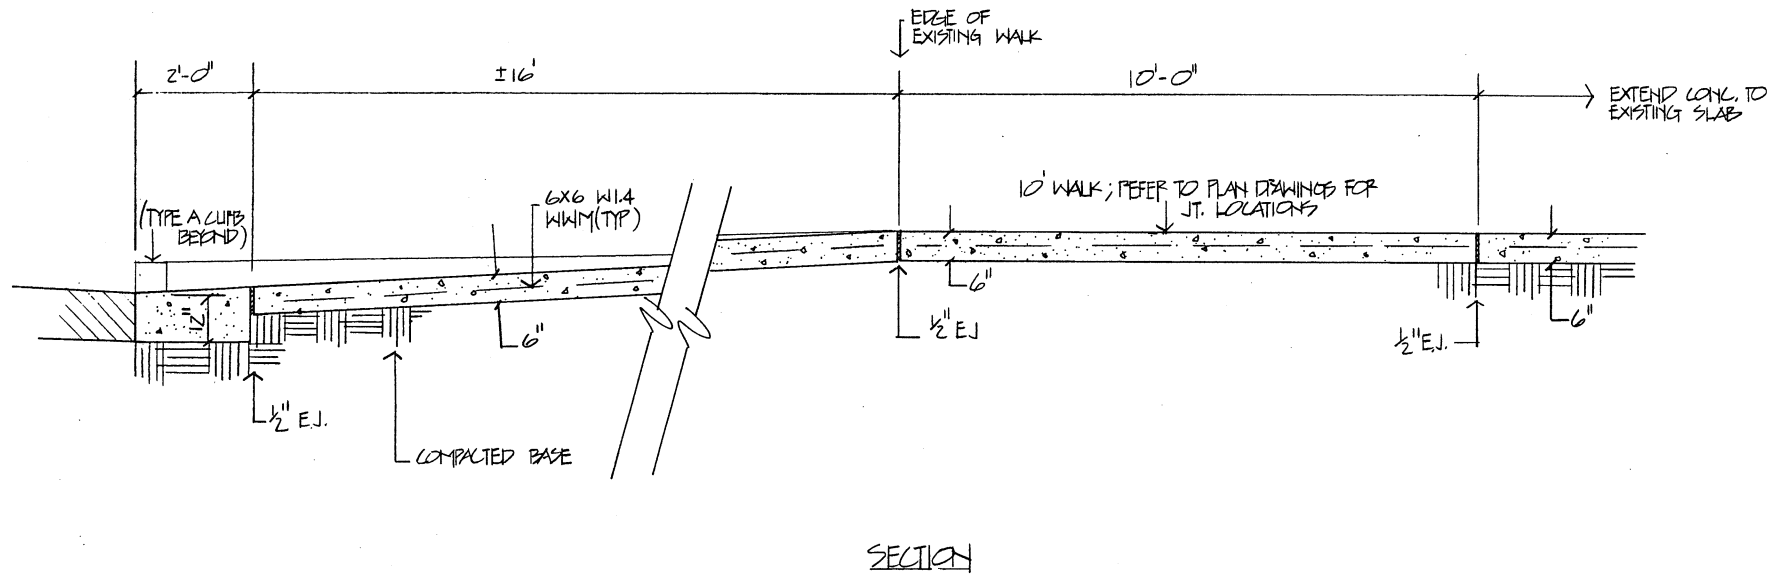 EDGE OF
EXISTING WALK
2'-0"
±16'
10'-0"
EXTEND CONC. TO
EXISTING SLAB
(TYPE A CURB
BEYOND)
6X6 W1.4
WWM (TYP)
10' WALK; REFER TO PLAN DRAWINGS FOR
JT. LOCATIONS
12"
6"
6"
6"
1/2" E.J.
1/2" EJ
1/2" E.J.
COMPACTED BASE
SECTION